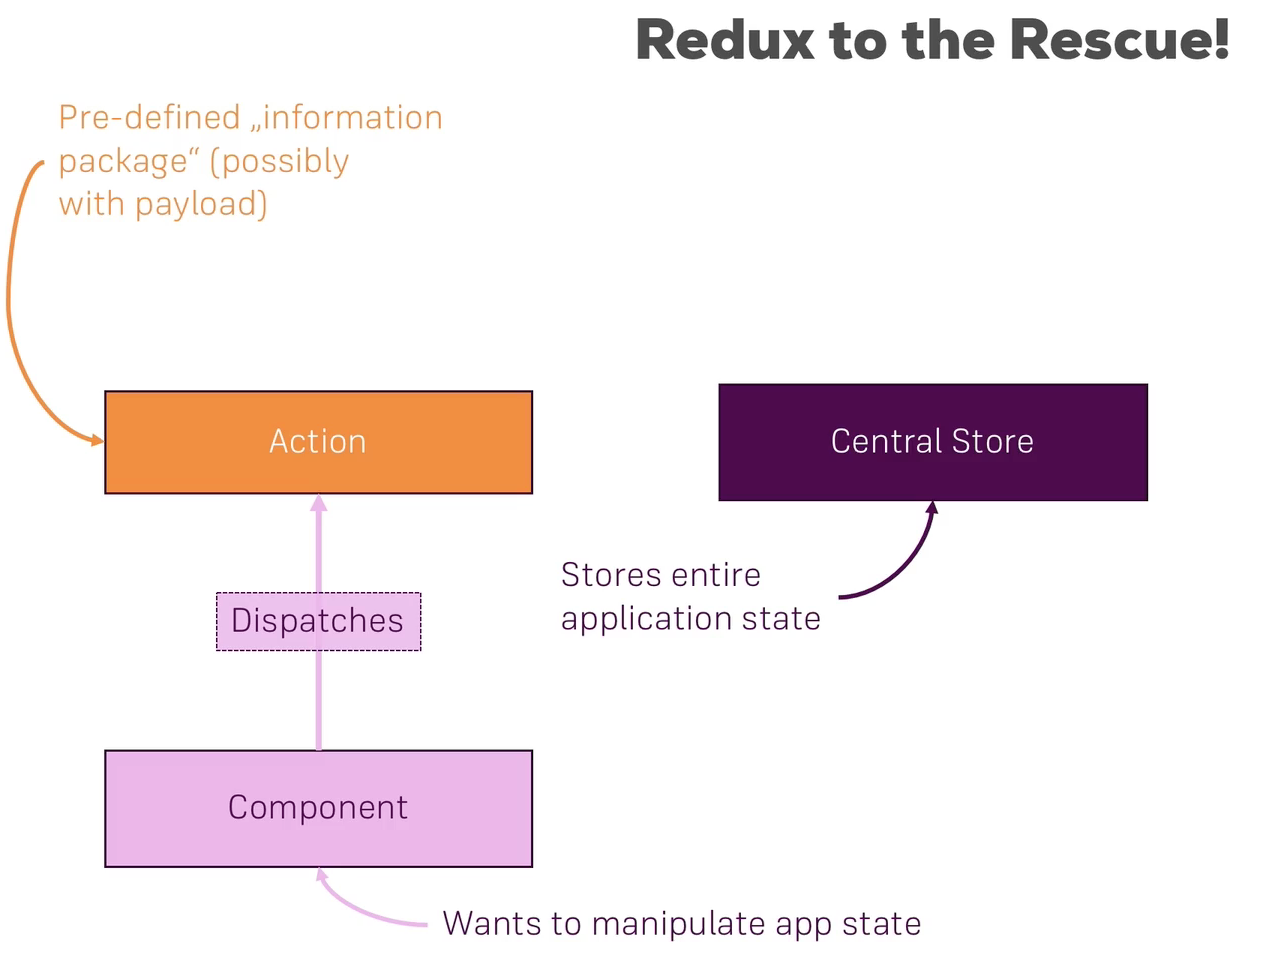 Redux to the Rescue!
Pre-defined „information
package“ (possibly
with payload)
Action
Central Store
Stores entire
application state
Dispatches
Component
Wants to manipulate app state